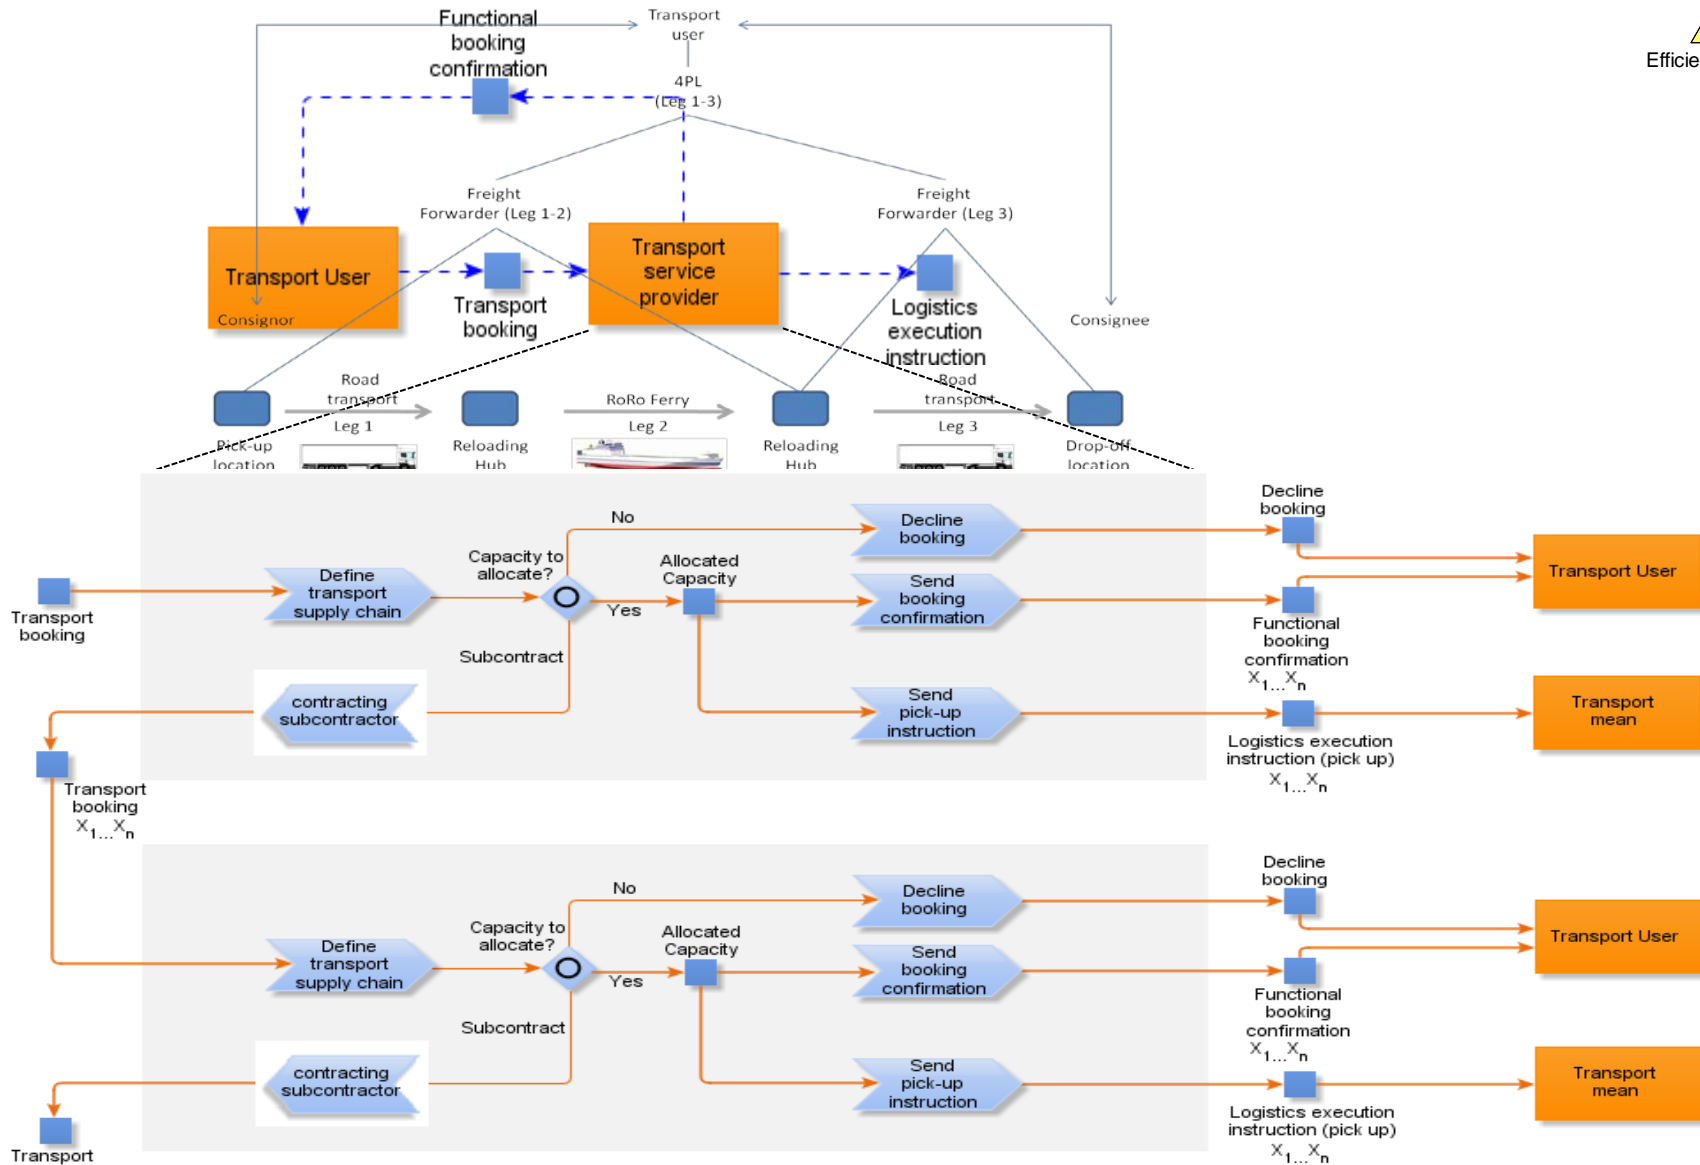 Functional
booking
confirmation
Transport
user
Efficie
4PL
(Leg 1-3)
Freight
Forwarder (Leg 1-2)
Freight
Forwarder (Leg 3)
Transport User
Consignor
Transport
booking
Transport
service
provider
Logistics
execution
instruction
Consignee
Road
transport
Leg 1
RoRo Ferry
Leg 2
Road
transport
Leg 3
Pick-up
location
Reloading
Hub
Reloading
Hub
Drop-off
location
Transport
booking
Define
transport
supply chain
Capacity to
allocate?
No
Yes
Subcontract
Allocated
Capacity
Decline
booking
Send
booking
confirmation
Send
pick-up
instruction
contracting
subcontractor
Decline
booking
Functional
booking
confirmation
X1...Xn
Logistics execution
instruction (pick up)
X1...Xn
Transport User
Transport
mean
Transport
booking
X1...Xn
Define
transport
supply chain
Capacity to
allocate?
No
Yes
Subcontract
Allocated
Capacity
Decline
booking
Send
booking
confirmation
Send
pick-up
instruction
contracting
subcontractor
Decline
booking
Functional
booking
confirmation
X1...Xn
Logistics execution
instruction (pick up)
X1...Xn
Transport User
Transport
mean
Transport